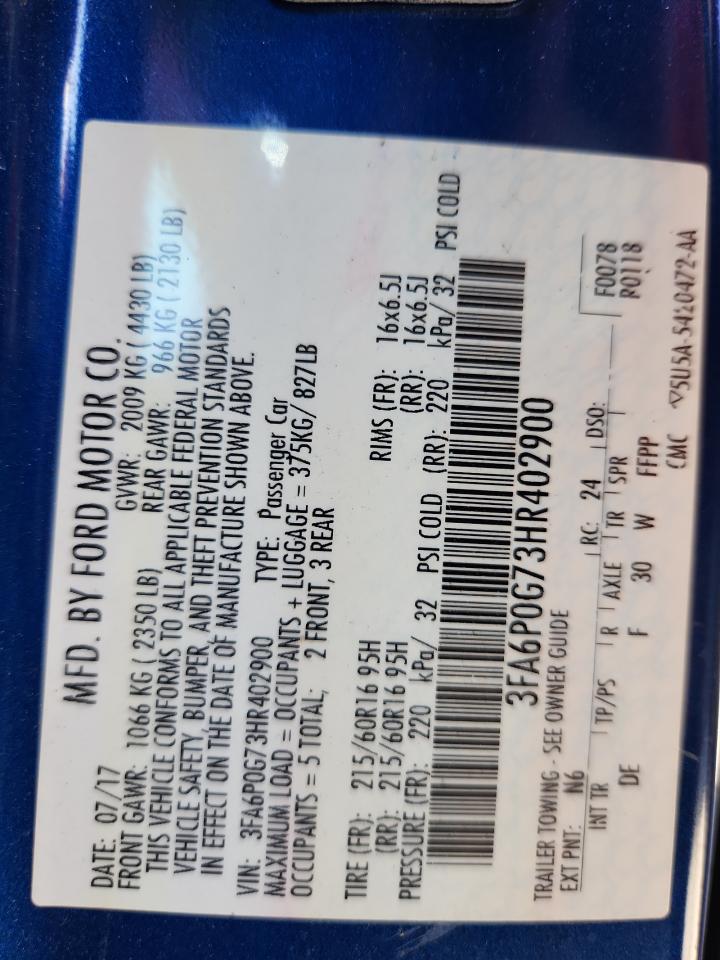 MFD. BY FORD MOTOR CO.
DATE: 07/17 GVWR: 2009 KG ( 4430 LB)
FRONT GAWR: 1066 KG ( 2350 LB) REAR GAWR: 966 KG ( 2130 LB)
THIS VEHICLE CONFORMS TO ALL APPLICABLE FEDERAL MOTOR
VEHICLE SAFETY, BUMPER, AND THEFT PREVENTION STANDARDS
IN EFFECT ON THE DATE OF MANUFACTURE SHOWN ABOVE.
VIN: 3FA6P0G73HR402900 TYPE: Passenger Car
MAXIMUM LOAD = OCCUPANTS + LUGGAGE = 375KG/ 827LB
OCCUPANTS = 5 TOTAL; 2 FRONT, 3 REAR
TIRE (FR): 215/60R16 95H RIMS (FR): 16x6.5J
(RR): 215/60R16 95H (RR): 16x6.5J
PRESSURE (FR): 220 kPa/ 32 PSI COLD (RR): 220 kPa/ 32 PSI COLD
3FA6P0G73HR402900
TRAILER TOWING - SEE OWNER GUIDE
EXT PNT: N6 RC: 24 DSO: F0078
INT TR TP/PS R AXLE TR SPR R0118
DE F 30 W FFPP
CMC ▽5U5A-5420472-AA